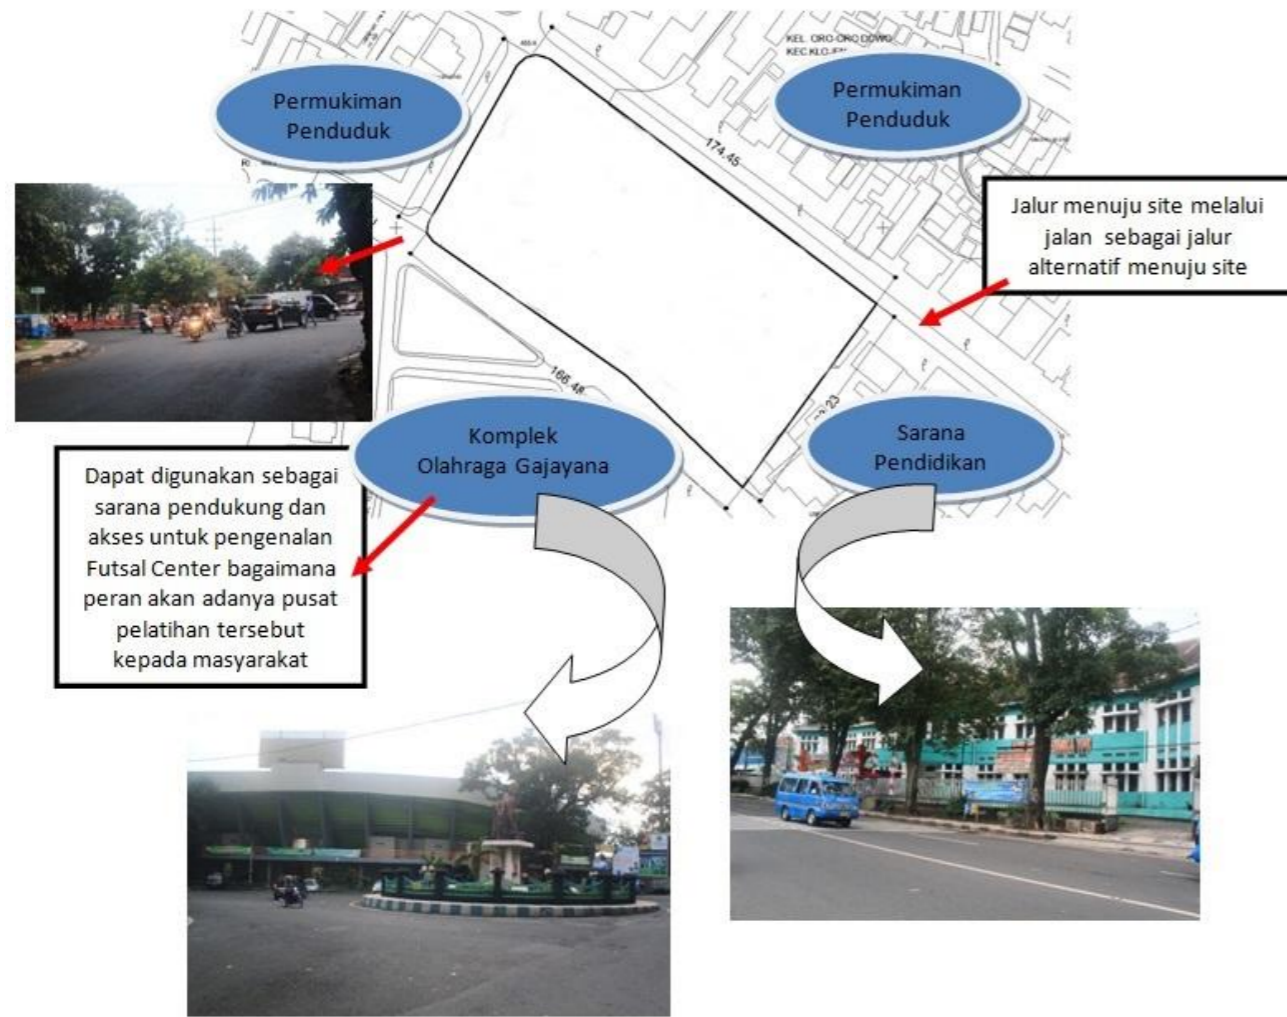 KEL. ORO-ORO DOWO
Permukiman
Penduduk
Permukiman
Penduduk
174.45
Jalur menuju site melalui
jalan sebagai jalur
alternatif menuju site
166.48
Komplek
Olahraga Gajayana
Sarana
Pendidikan
Dapat digunakan sebagai
sarana pendukung dan
akses untuk pengenalan
Futsal Center bagaimana
peran akan adanya pusat
pelatihan tersebut
kepada masyarakat